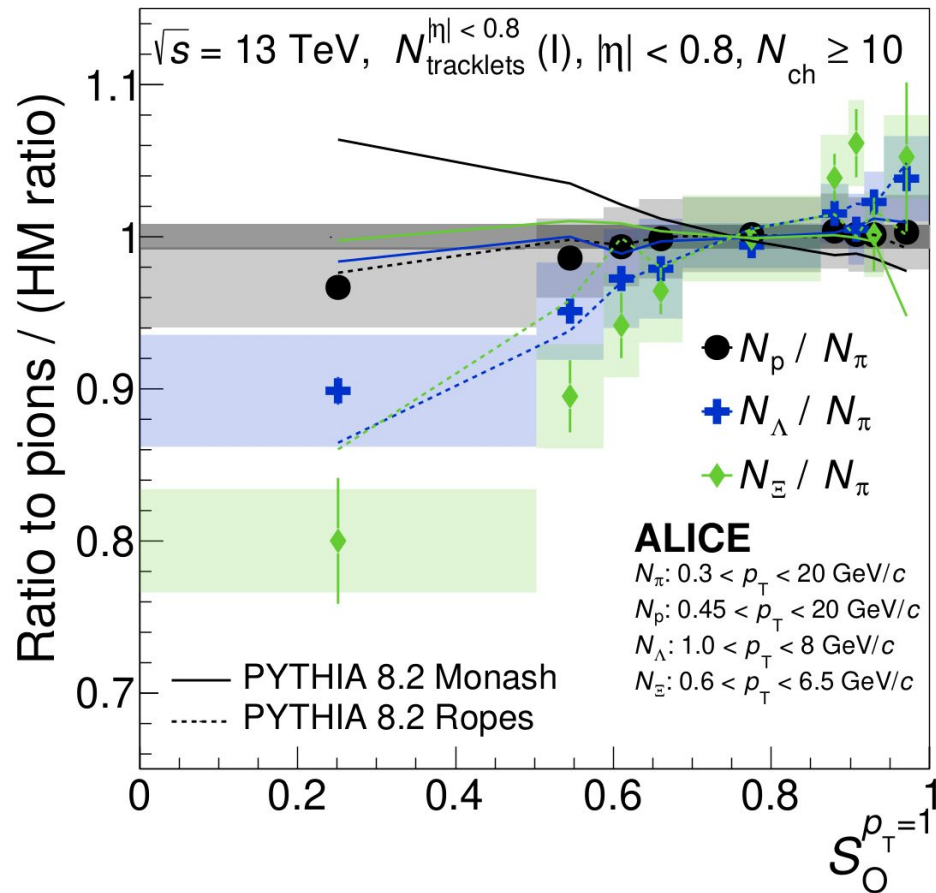 √s = 13 TeV, N_tracklets^|η| < 0.8 (I), |η| < 0.8, N_ch ≥ 10
Ratio to pions / (HM ratio)
1.1
1
0.9
0.8
0.7
N_p / N_π
N_Λ / N_π
N_Ξ / N_π
ALICE
N_π: 0.3 < p_T < 20 GeV/c
N_p: 0.45 < p_T < 20 GeV/c
N_Λ: 1.0 < p_T < 8 GeV/c
N_Ξ: 0.6 < p_T < 6.5 GeV/c
PYTHIA 8.2 Monash
PYTHIA 8.2 Ropes
0 0.2 0.4 0.6 0.8 1
S_O^p_T=1